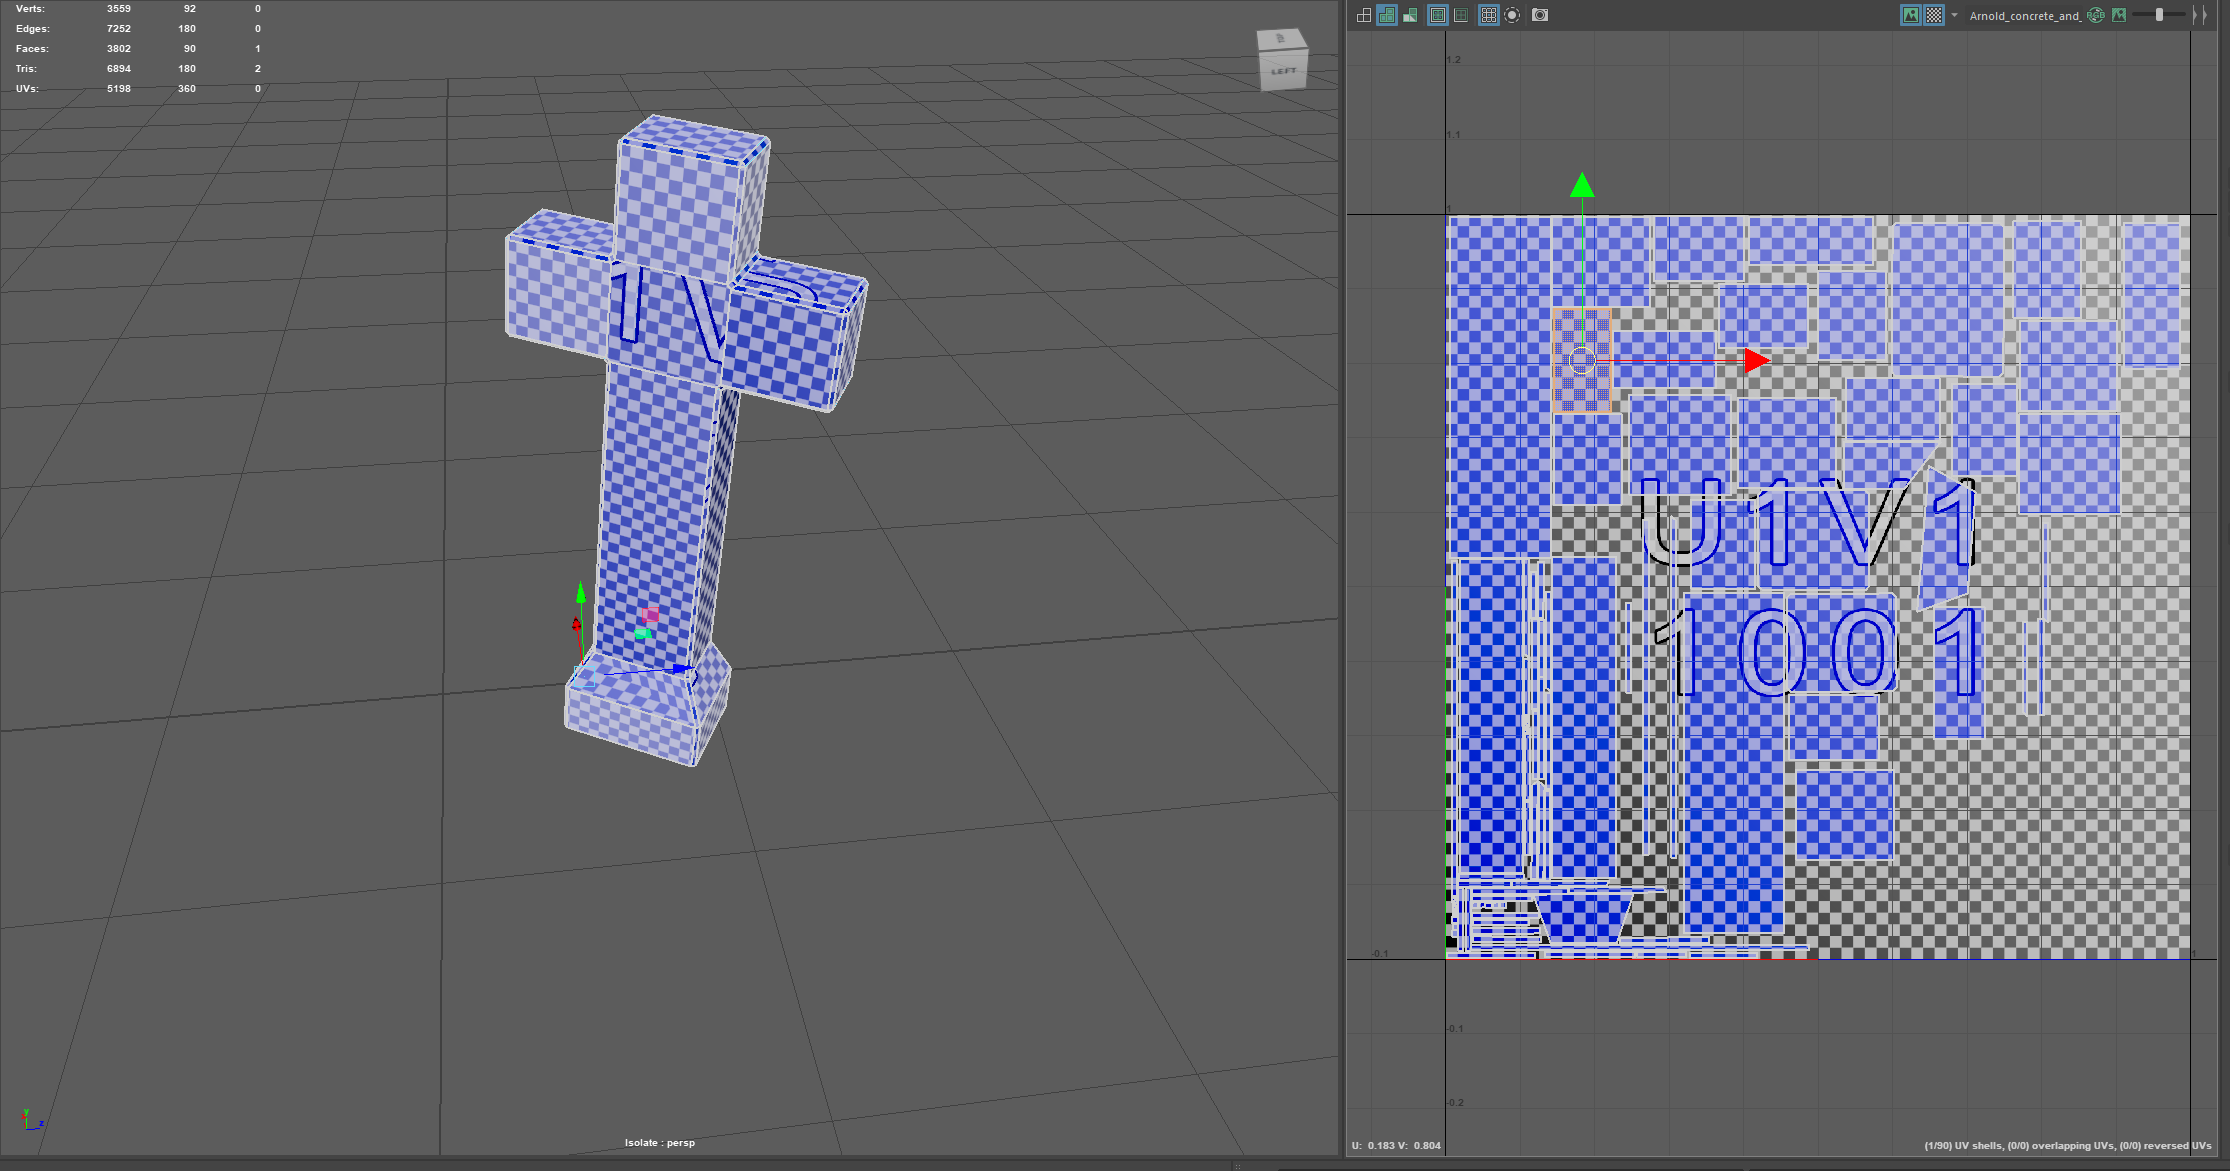 Verts: 3559 92 0
Edges: 7252 180 0
Faces: 3802 90 1
Tris: 6894 180 2
UVs: 5198 360 0
LEFT
1V
Isolate : persp
y
z
Arnold_concrete_and_
RGB
1.2
1.1
1
U1V1
1001
-0.1
1
-0.1
-0.2
U: 0.183 V: 0.804
(1/90) UV shells, (0/0) overlapping UVs, (0/0) reversed UVs